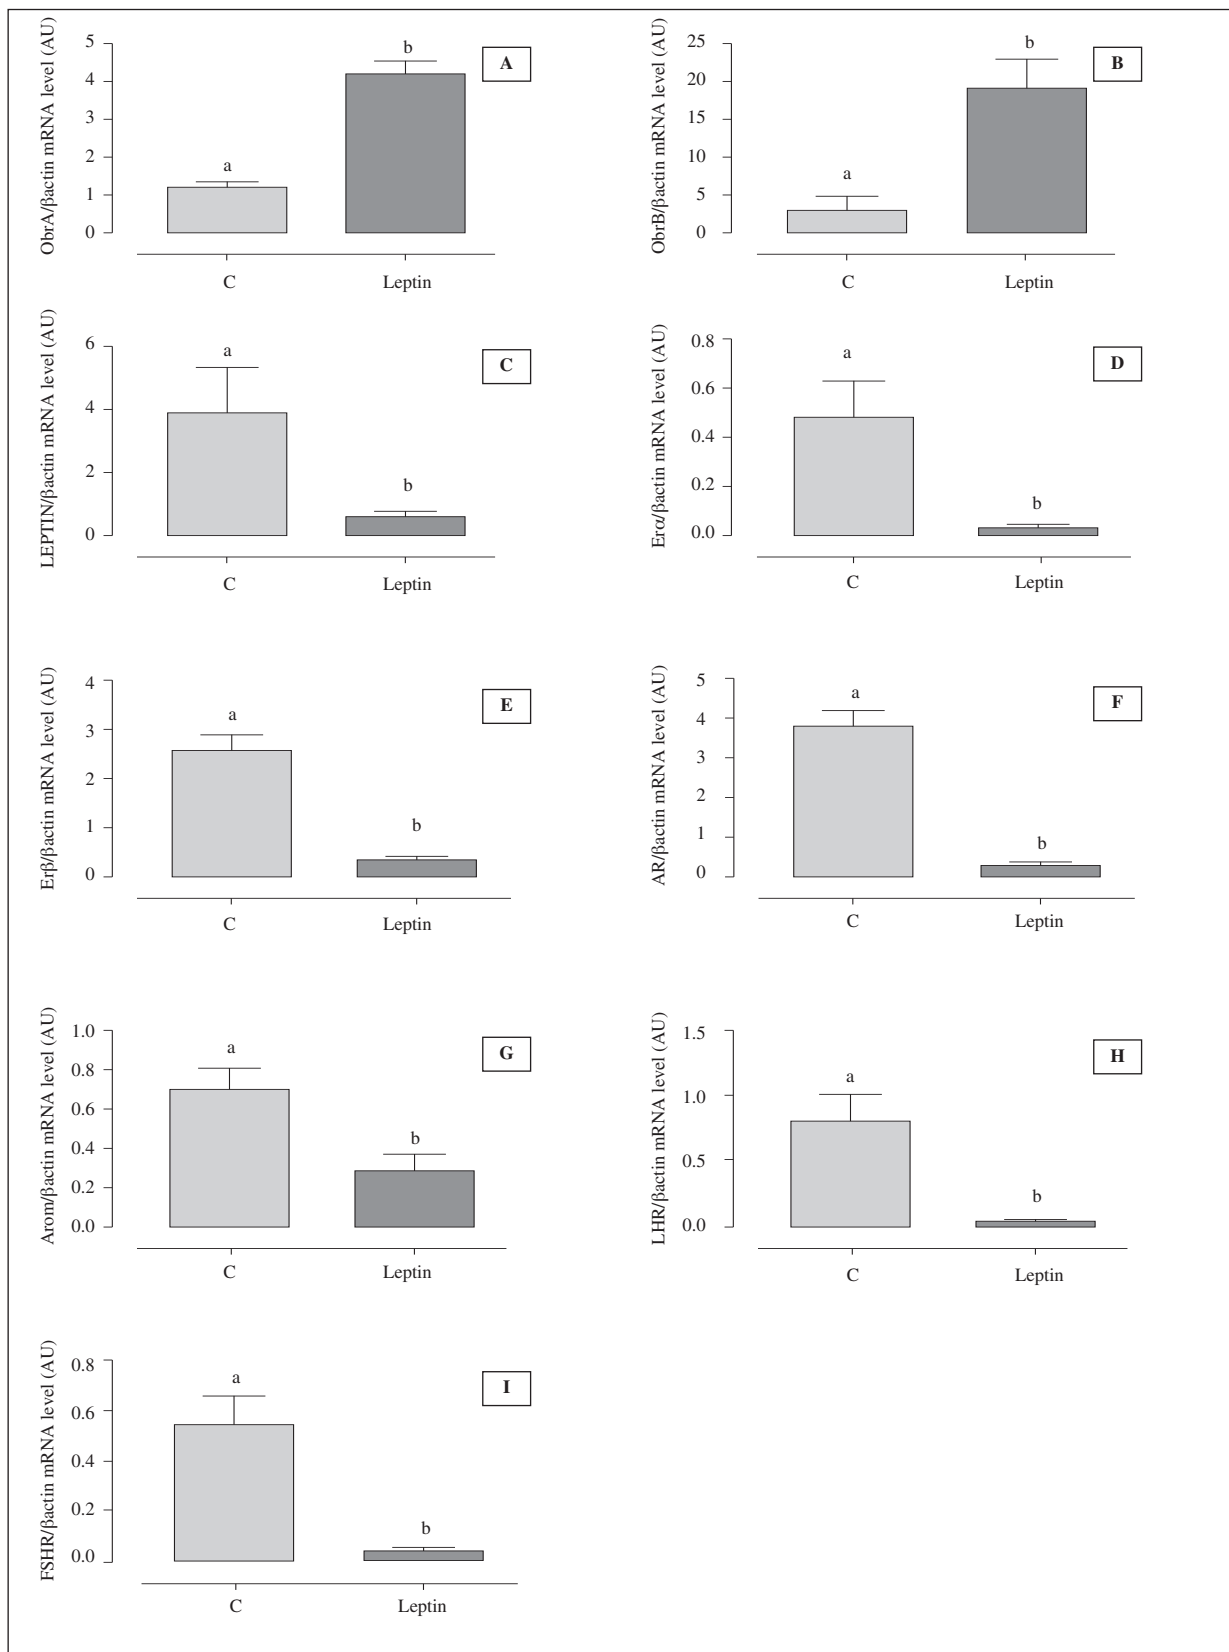 ObrA/βactin mRNA level (AU)
5
4
3
2
1
0
a
b
A
C
Leptin
ObrB/βactin mRNA level (AU)
25
20
15
10
5
0
a
b
B
C
Leptin
LEPTIN/βactin mRNA level (AU)
6
4
2
0
a
b
C
C
Leptin
Erα/βactin mRNA level (AU)
0.8
0.6
0.4
0.2
0.0
a
b
D
C
Leptin
Erβ/βactin mRNA level (AU)
4
3
2
1
0
a
b
E
C
Leptin
AR/βactin mRNA level (AU)
5
4
3
2
1
0
a
b
F
C
Leptin
Arom/βactin mRNA level (AU)
1.0
0.8
0.6
0.4
0.2
0.0
a
b
G
C
Leptin
LHR/βactin mRNA level (AU)
1.5
1.0
0.5
0.0
a
b
H
C
Leptin
FSHR/βactin mRNA level (AU)
0.8
0.6
0.4
0.2
0.0
a
b
I
C
Leptin